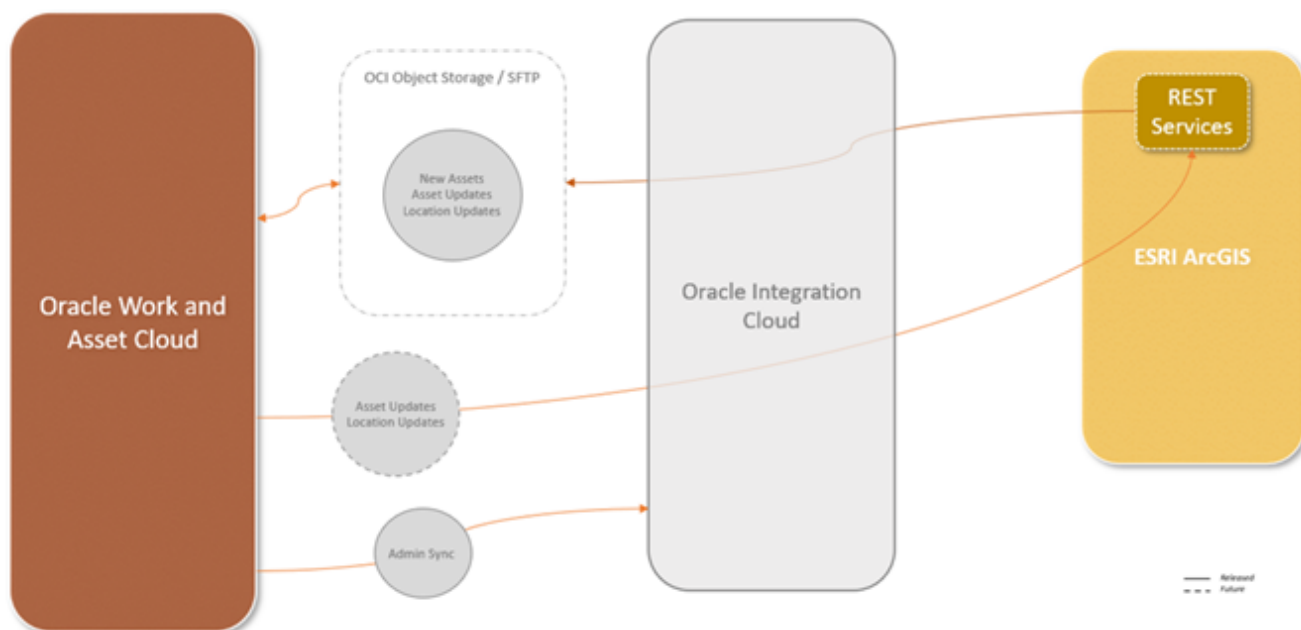 Oracle Work and
Asset Cloud
OCI Object Storage / SFTP
New Assets
Asset Updates
Location Updates
Asset Updates
Location Updates
Admin Sync
Oracle Integration
Cloud
REST
Services
ESRI ArcGIS
Released
Future